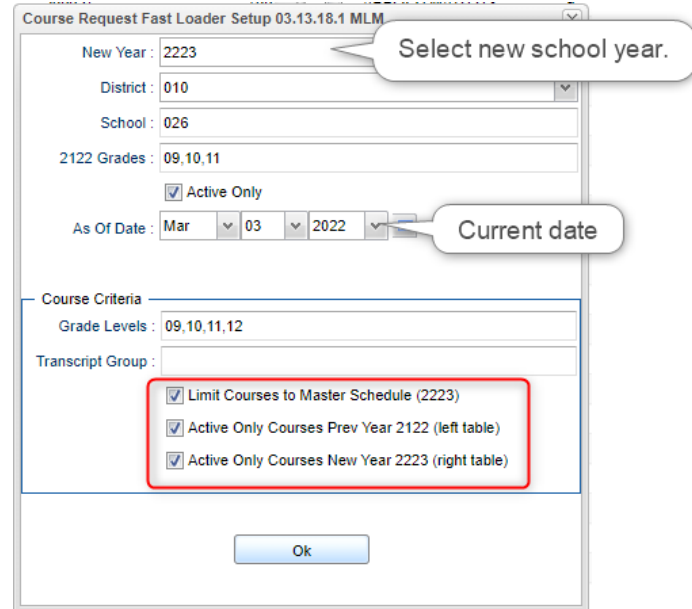 Course Request Fast Loader Setup 03.13.18.1 MLM
New Year : 2223
Select new school year.
District : 010
School : 026
2122 Grades : 09,10,11
Active Only
As Of Date : Mar 03 2022
Current date
Course Criteria
Grade Levels : 09,10,11,12
Transcript Group :
Limit Courses to Master Schedule (2223)
Active Only Courses Prev Year 2122 (left table)
Active Only Courses New Year 2223 (right table)
Ok